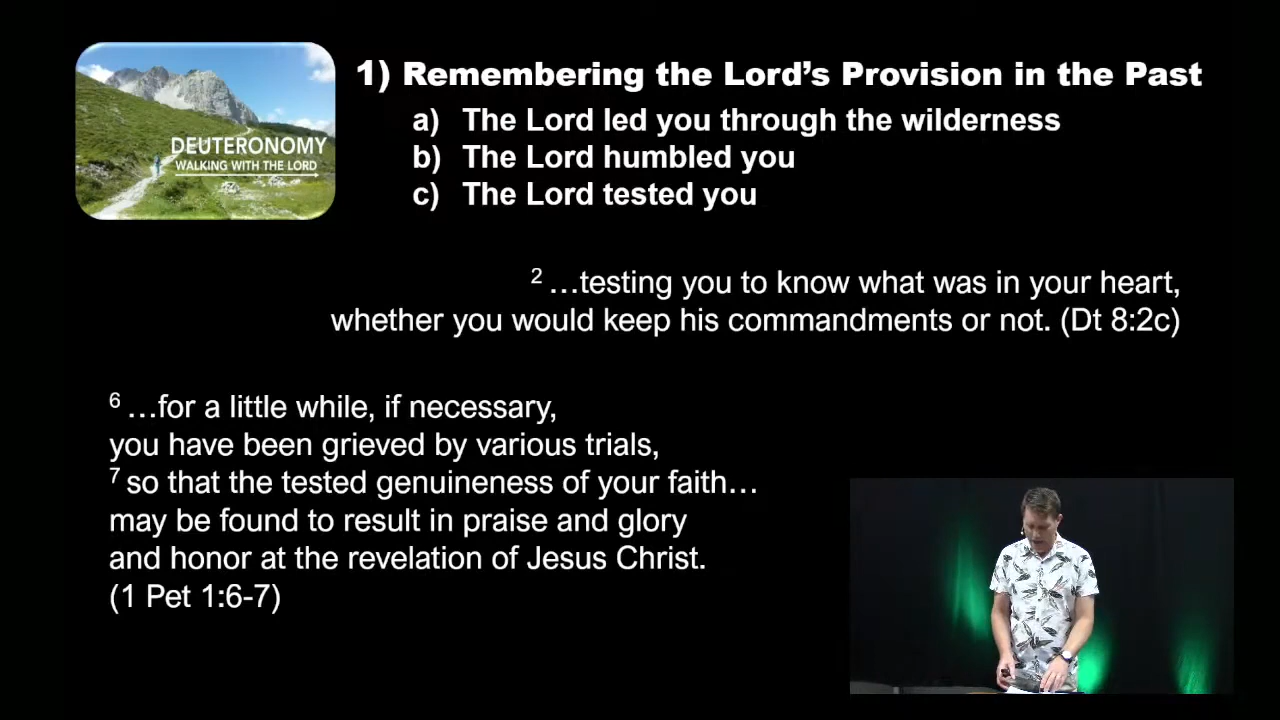 DEUTERONOMY
WALKING WITH THE LORD
1) Remembering the Lord's Provision in the Past
a) The Lord led you through the wilderness
b) The Lord humbled you
c) The Lord tested you
2 …testing you to know what was in your heart,
whether you would keep his commandments or not. (Dt 8:2c)
6 …for a little while, if necessary,
you have been grieved by various trials,
7 so that the tested genuineness of your faith…
may be found to result in praise and glory
and honor at the revelation of Jesus Christ.
(1 Pet 1:6-7)